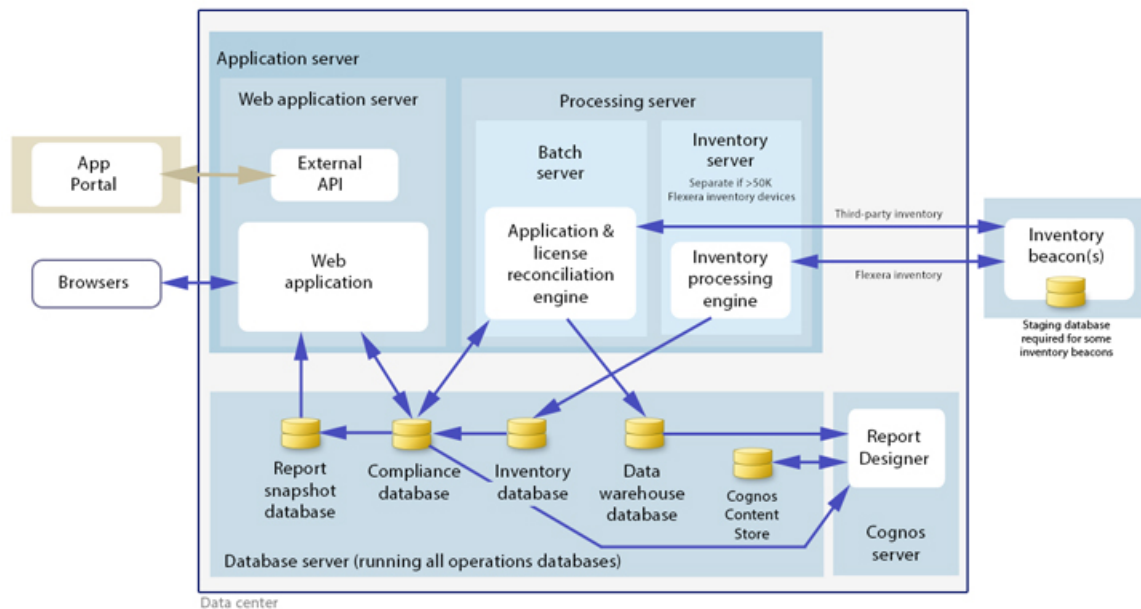 Application server
Web application server
Processing server
App
Portal
External
API
Batch
server
Inventory
server
Separate if >50K
Flexera inventory devices
Third-party inventory
Browsers
Web
application
Application &
license
reconciliation
engine
Inventory
processing
engine
Flexera inventory
Inventory
beacon(s)
Staging database
required for some
inventory beacons
Report
snapshot
database
Compliance
database
Inventory
database
Data
warehouse
database
Cognos
Content
Store
Report
Designer
Cognos
server
Database server (running all operations databases)
Data center